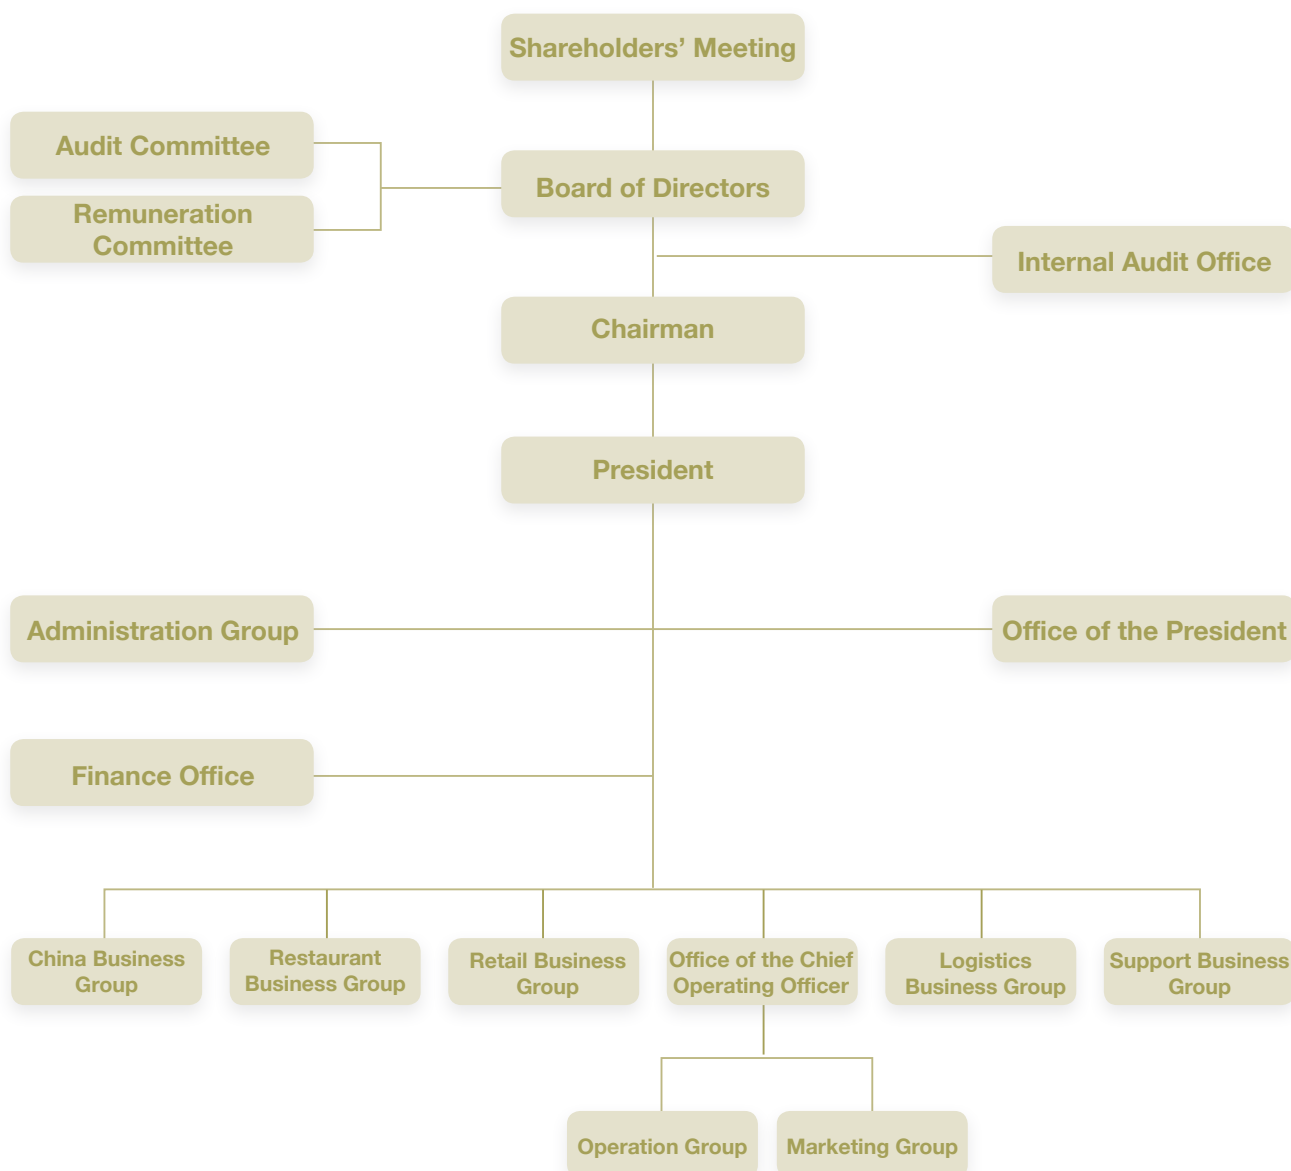 Shareholders’ Meeting
Audit Committee
Board of Directors
Remuneration
Committee
Internal Audit Office
Chairman
President
Administration Group
Office of the President
Finance Office
China Business
Group
Restaurant
Business Group
Retail Business
Group
Office of the Chief
Operating Officer
Logistics
Business Group
Support Business
Group
Operation Group
Marketing Group